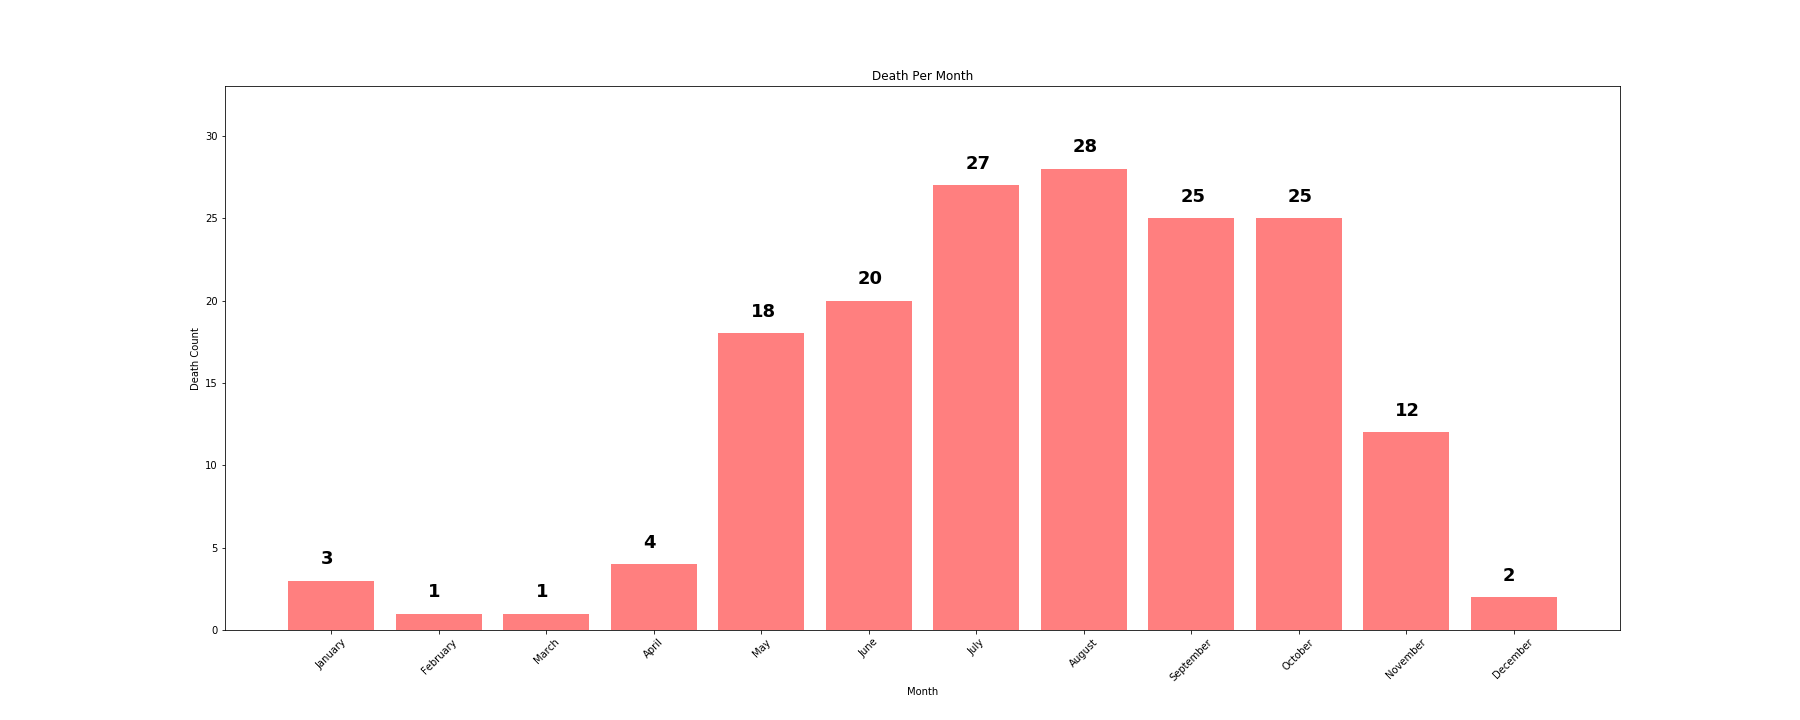 Death Per Month
Death Count
30
25
20
15
10
5
0
3
1
1
4
18
20
27
28
25
25
12
2
January
February
March
April
May
June
July
August
September
October
November
December
Month